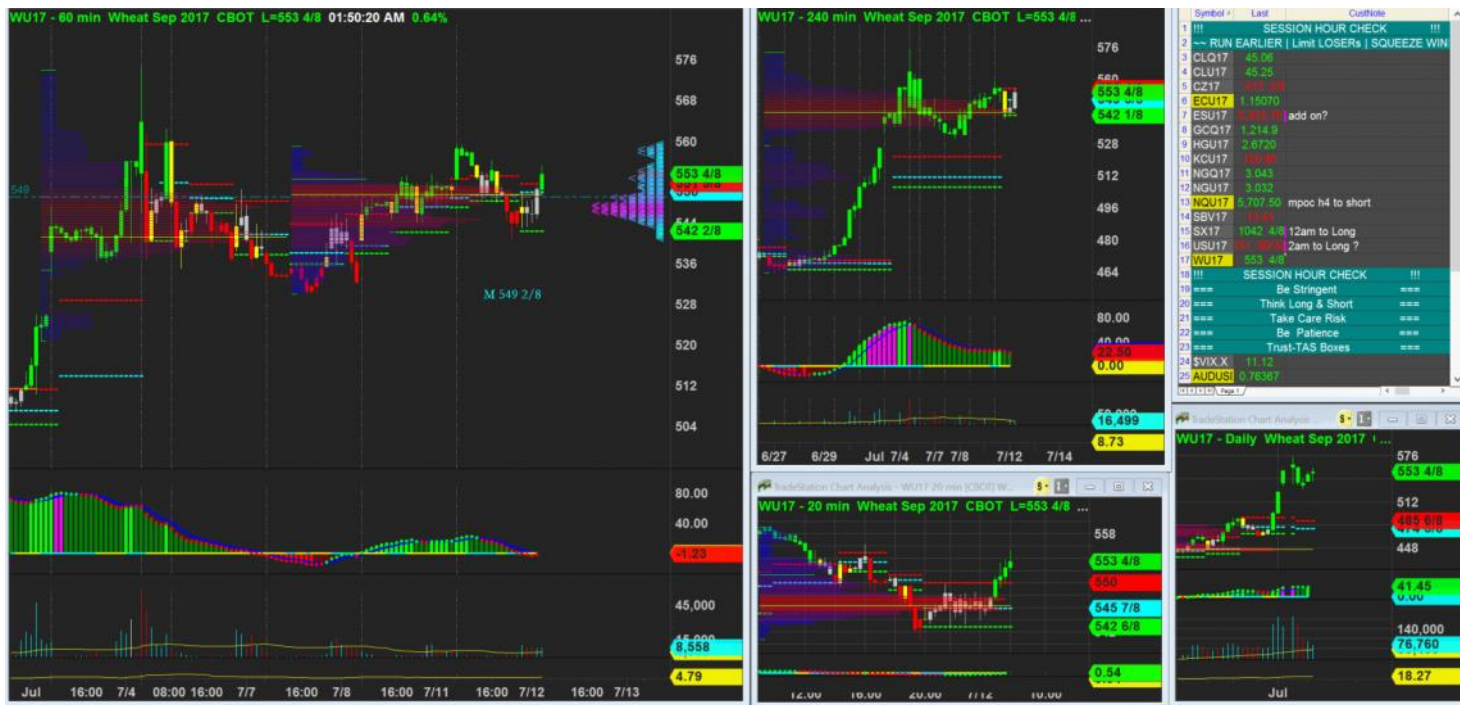 WU17 - 60 min Wheat Sep 2017 CBOT L=553 4/8 01:50:20 AM 0.64%
576
568
560
553 4/8
549
544
542 2/8
536
M 549 2/8
528
520
512
504
80.00
40.00
-1.23
45,000
8,558
4.79
Jul 16:00 7/4 08:00 16:00 7/7 16:00 7/8 16:00 7/11 16:00 7/12 16:00 7/13
WU17 - 240 min Wheat Sep 2017 CBOT L=553 4/8 ...
576
560
553 4/8
542 1/8
528
512
496
480
464
80.00
22.50
0.00
16,499
8.73
6/27 6/29 Jul 7/4 7/7 7/8 7/12 7/14
TradeStation Chart Analysis - WU17 20 min [CBOT] W...
WU17 - 20 min Wheat Sep 2017 CBOT L=553 4/8 ...
558
553 4/8
550
545 7/8
542 6/8
0.54
12:00 16:00 20:00 7/12 10:00
Symbol Last CustNote
1 !!! SESSION HOUR CHECK !!!
2 ~~ RUN EARLIER | Limit LOSERs | SQUEEZE WIN
3 CLQ17 45.06
4 CLU17 45.25
5 CZ17
6 ECU17 1.15070
7 ESU17 add on?
8 GCQ17 1,214.9
9 HGU17 2.6720
10 KCU17
11 NGQ17 3.043
12 NGU17 3.032
13 NQU17 5,707.50 mpoc h4 to short
14 SBV17
15 SX17 1042 4/8 12am to Long
16 USU17 2am to Long ?
17 WU17 553 4/8
18 !!! SESSION HOUR CHECK !!!
19 === Be Stringent ===
20 === Think Long & Short ===
21 === Take Care Risk ===
22 === Be Patience ===
23 === Trust-TAS Boxes ===
24 $VIX.X 11.12
25 AUDUSI 0.76367
Page 1
TradeStation Chart Analysis ...
WU17 - Daily Wheat Sep 2017 ...
576
553 4/8
512
485 6/8
448
41.45
0.00
140,000
76,760
18.27
Jul